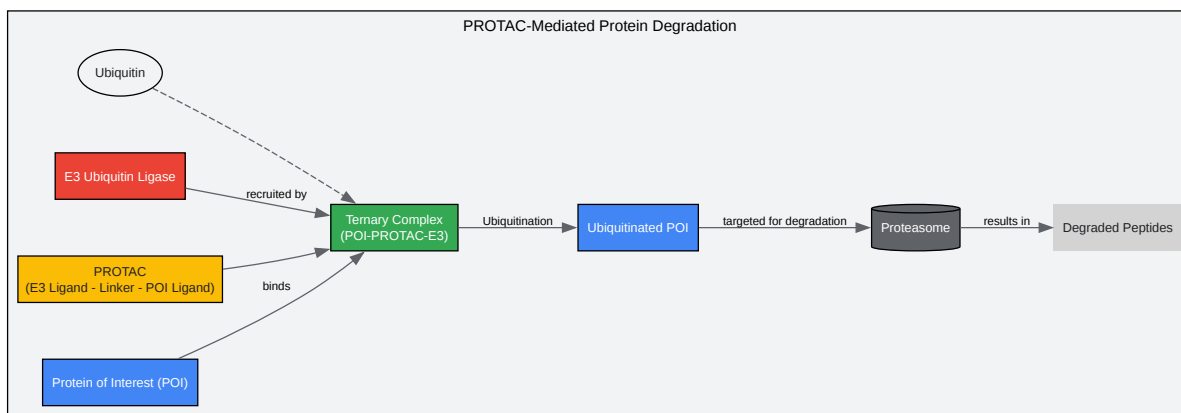 PROTAC-Mediated Protein Degradation
Ubiquitin
E3 Ubiquitin Ligase
recruited by
Ternary Complex
(POI-PROTAC-E3)
Ubiquitination
Ubiquitinated POI
targeted for degradation
Proteasome
results in
Degraded Peptides
PROTAC
(E3 Ligand - Linker - POI Ligand)
binds
Protein of Interest (POI)